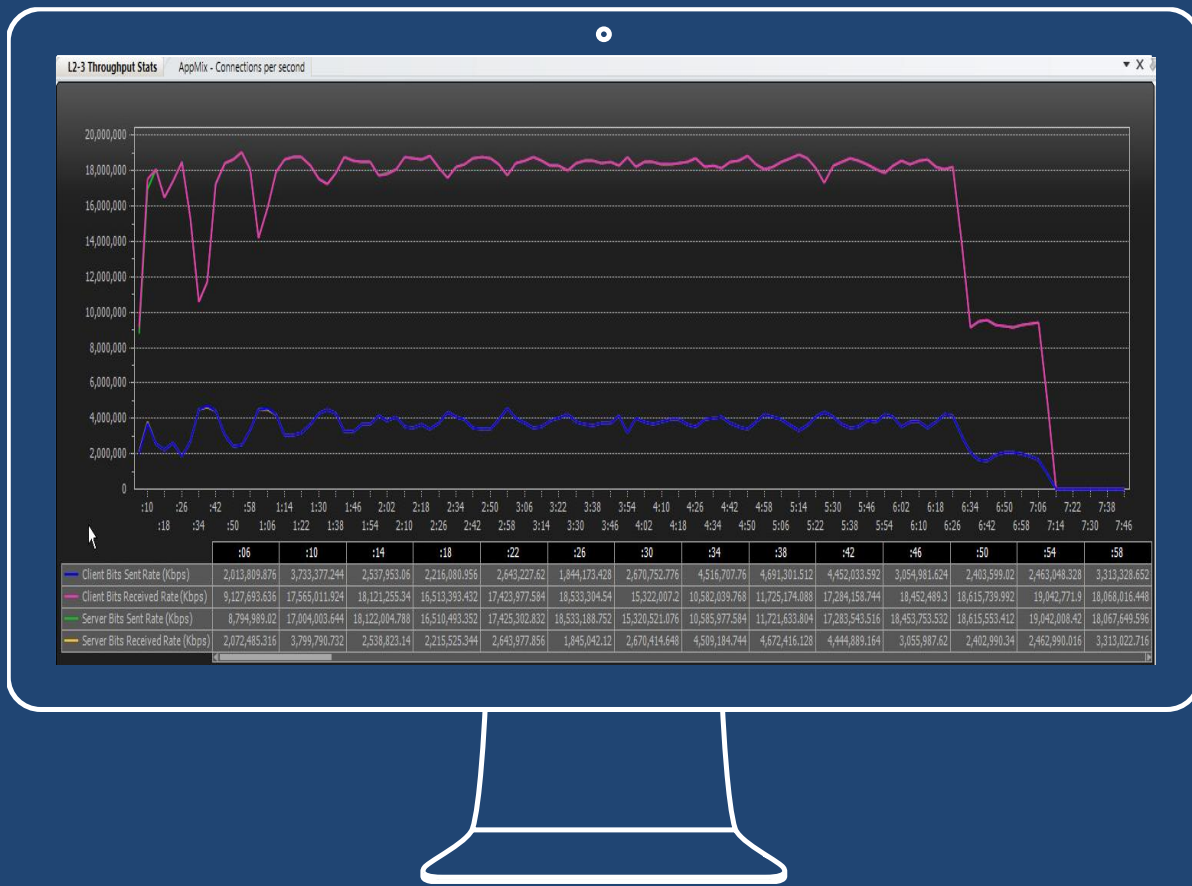 L2-3 Throughput Stats AppMix - Connections per second X
20,000,000
18,000,000
16,000,000
14,000,000
12,000,000
10,000,000
8,000,000
6,000,000
4,000,000
2,000,000
0
:10 :26 :42 :58 1:14 1:30 1:46 2:02 2:18 2:34 2:50 3:06 3:22 3:38 3:54 4:10 4:26 4:42 4:58 5:14 5:30 5:46 6:02 6:18 6:34 6:50 7:06 7:22 7:38
:18 :34 :50 1:06 1:22 1:38 1:54 2:10 2:26 2:42 2:58 3:14 3:30 3:46 4:02 4:18 4:34 4:50 5:06 5:22 5:38 5:54 6:10 6:26 6:42 6:58 7:14 7:30 7:46
:06 :10 :14 :18 :22 :26 :30 :34 :38 :42 :46 :50 :54 :58
Client Bits Sent Rate (Kbps) 2,013,809.876 3,733,377.244 2,537,953.06 2,216,080.956 2,643,227.62 1,844,173.428 2,670,752.776 4,516,707.76 4,691,301.512 4,452,033.592 3,054,981.624 2,403,599.02 2,463,048.328 3,313,328.652
Client Bits Received Rate (Kbps) 9,127,693.636 17,565,011.924 18,121,255.34 16,513,393.432 17,423,977.584 18,533,304.54 15,322,007.2 10,582,039.768 11,725,174.088 17,284,158.744 18,452,489.3 18,615,739.992 19,042,771.9 18,068,016.448
Server Bits Sent Rate (Kbps) 8,794,989.02 17,004,003.644 18,122,004.788 16,510,493.352 17,425,302.832 18,533,188.752 15,320,521.076 10,585,977.584 11,721,633.804 17,283,543.516 18,453,753.532 18,615,553.412 19,042,008.42 18,067,649.596
Server Bits Received Rate (Kbps) 2,072,485.316 3,799,790.732 2,538,823.14 2,215,525.344 2,643,977.856 1,845,042.12 2,670,414.648 4,509,184.744 4,672,416.128 4,444,889.164 3,055,987.62 2,402,990.34 2,462,990.016 3,313,022.716